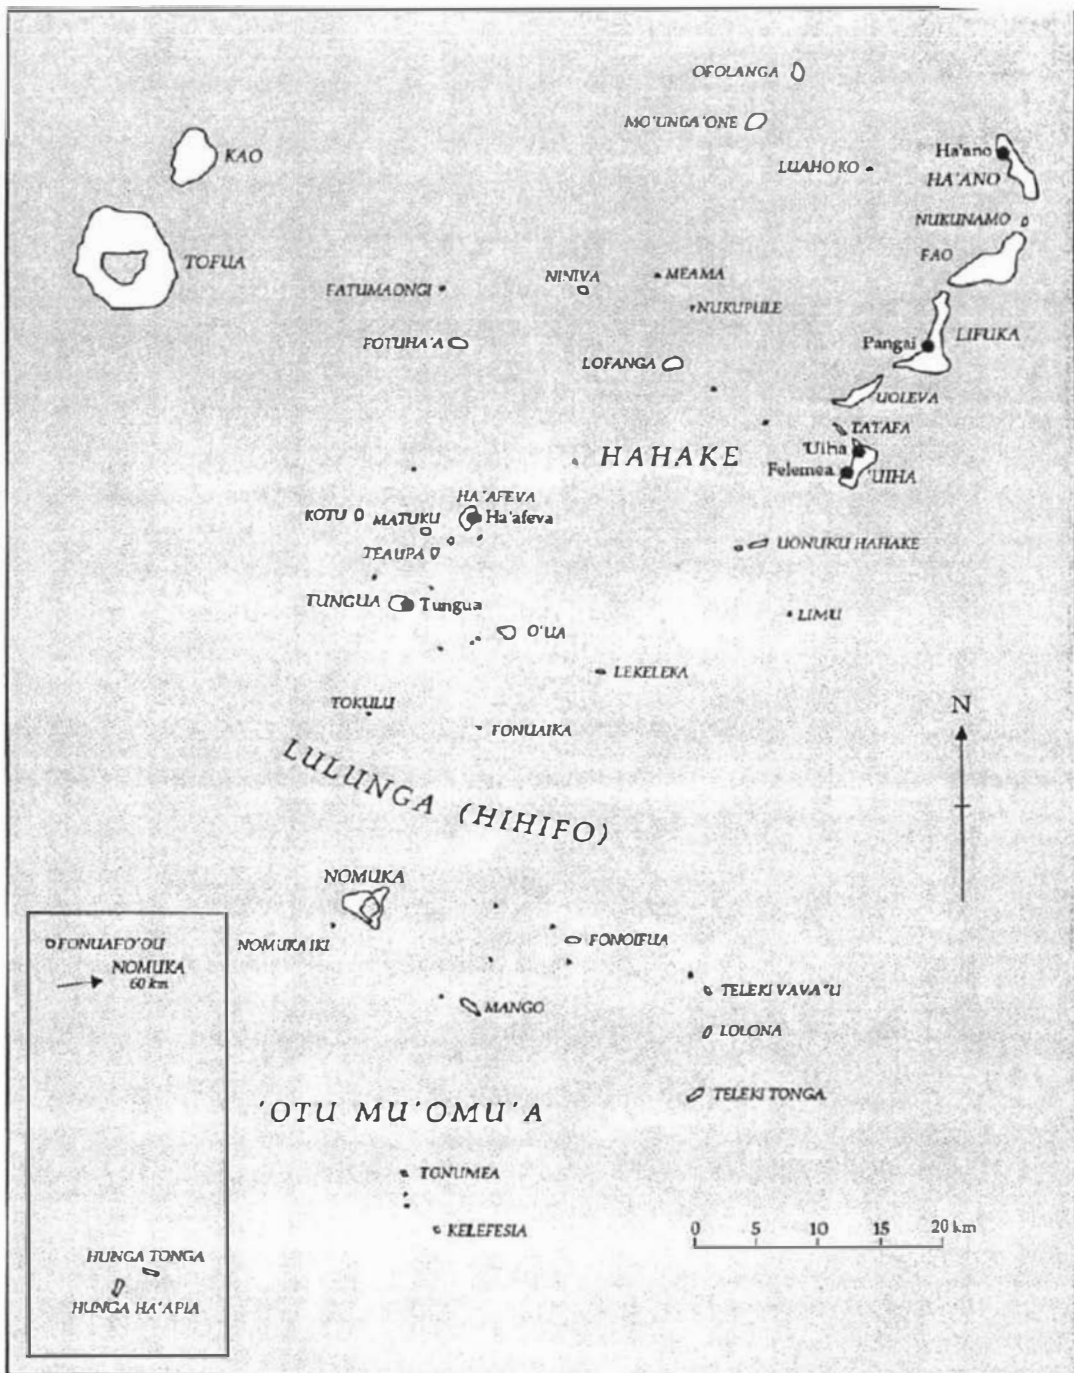 OFOLANGA
MO'UNGA'ONE
KAO
LUAHOKO
Ha'ano
HA'ANO
NUKUNAMO
FAO
TOFUA
NINIVA
MEAMA
FATUMAONGI
NUKUPULE
LIFUKA
FOTUHA'A
Pangai
LOFANGA
UOLEVA
TATAFA
HAHAKE
'Uiha
Felemea
'UIHA
HA'AFEVA
KOTU
MATUKU
Ha'afeva
TEAUPA
UONUKU HAHAKE
TUNGUA
Tungua
LIMU
O'UA
LEKELEKA
TOKULU
N
FONUAIKA
LULUNGA (HIHIFO)
NOMUKA
NOMUKA IKI
FONOIFUA
FONUAFO'OU
NOMUKA
60 km
TELEKI VAVA'U
MANGO
LOLONA
TELEKI TONGA
'OTU MU'OMU'A
TONUMEA
KELEFESIA
0 5 10 15 20 km
HUNGA TONGA
HUNGA HA'APIA